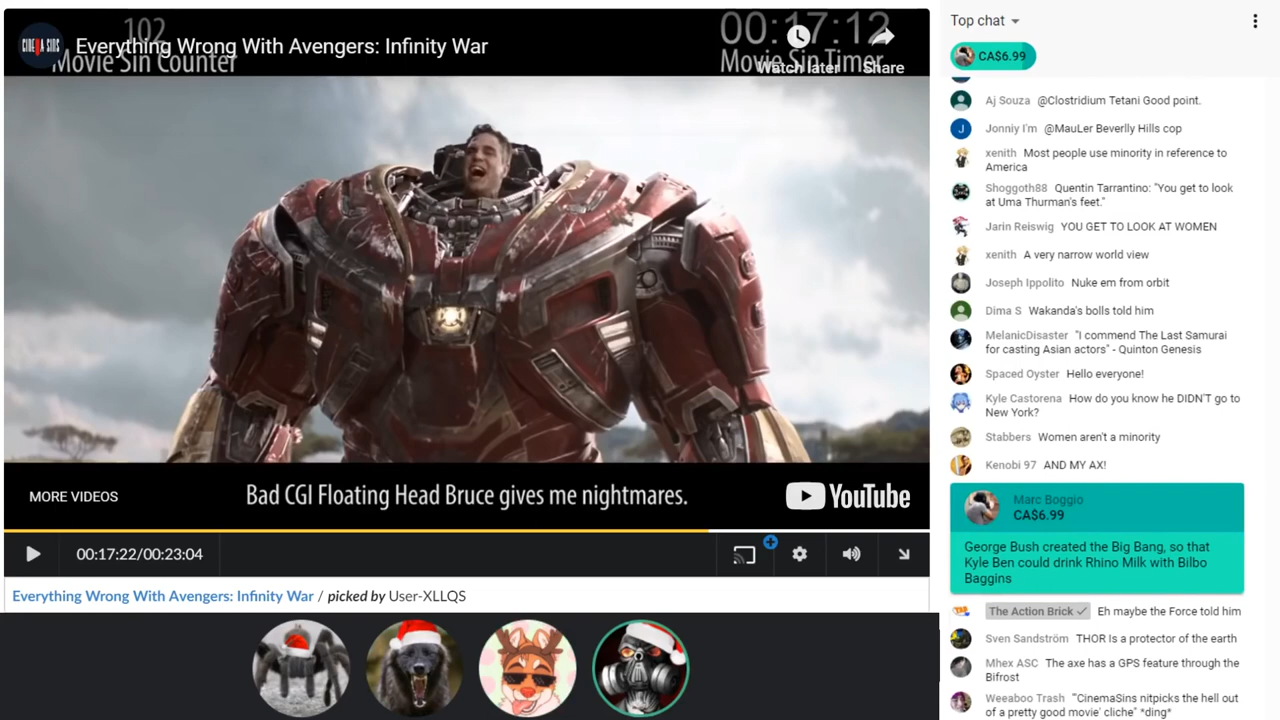 102
00:17:12
CINEMA SINS
Everything Wrong With Avengers: Infinity War
Movie Sin Counter
Movie Sin Timer
Watch later
Share
Bad CGI Floating Head Bruce gives me nightmares.
MORE VIDEOS
YouTube
00:17:22/00:23:04
Everything Wrong With Avengers: Infinity War / picked by User-XLLQS
Top chat
CA$6.99
Aj Souza @Clostridium Tetani Good point.
J
Jonniy I'm @MauLer Beverlly Hills cop
xenith Most people use minority in reference to
America
Shoggoth88 Quentin Tarrantino: "You get to look
at Uma Thurman's feet."
Jarin Reiswig YOU GET TO LOOK AT WOMEN
xenith A very narrow world view
Joseph Ippolito Nuke em from orbit
Dima S Wakanda's bolls told him
MelanicDisaster "I commend The Last Samurai
for casting Asian actors" - Quinton Genesis
Spaced Oyster Hello everyone!
Kyle Castorena How do you know he DIDN'T go to
New York?
Stabbers Women aren't a minority
Kenobi 97 AND MY AX!
Marc Boggio
CA$6.99
George Bush created the Big Bang, so that
Kyle Ben could drink Rhino Milk with Bilbo
Baggins
The Action Brick Eh maybe the Force told him
Sven Sandström THOR Is a protector of the earth
Mhex ASC The axe has a GPS feature through the
Bifrost
Weeaboo Trash "'CinemaSins nitpicks the hell out
of a pretty good movie' cliche" *ding*